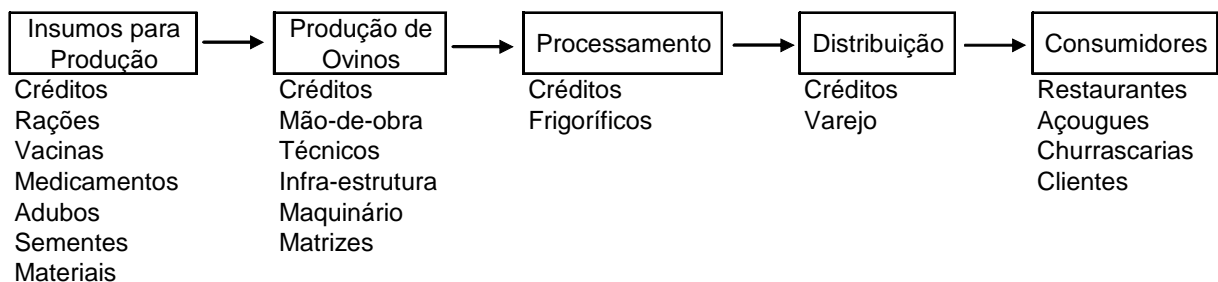 Insumos para
Produção
Créditos
Rações
Vacinas
Medicamentos
Adubos
Sementes
Materiais
Produção de
Ovinos
Créditos
Mão-de-obra
Técnicos
Infra-estrutura
Maquinário
Matrizes
Processamento
Créditos
Frigoríficos
Distribuição
Créditos
Varejo
Consumidores
Restaurantes
Açougues
Churrascarias
Clientes